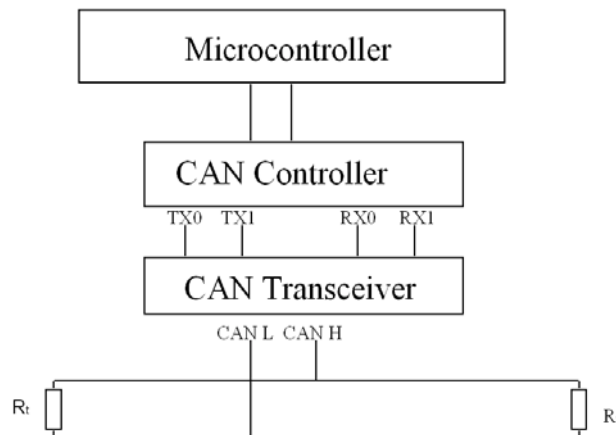 Microcontroller
CAN Controller
TX0 TX1 RX0 RX1
CAN Transceiver
CAN L CAN H
Rt R